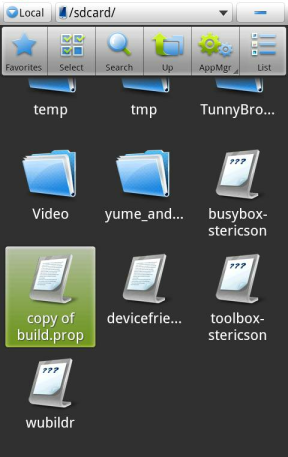 Local /sdcard/
Favorites Select Search Up AppMgr List
temp tmp TunnyBro...
Video yume_and... busybox-
stericson
copy of devicefrie... toolbox-
build.prop stericson
wubildr